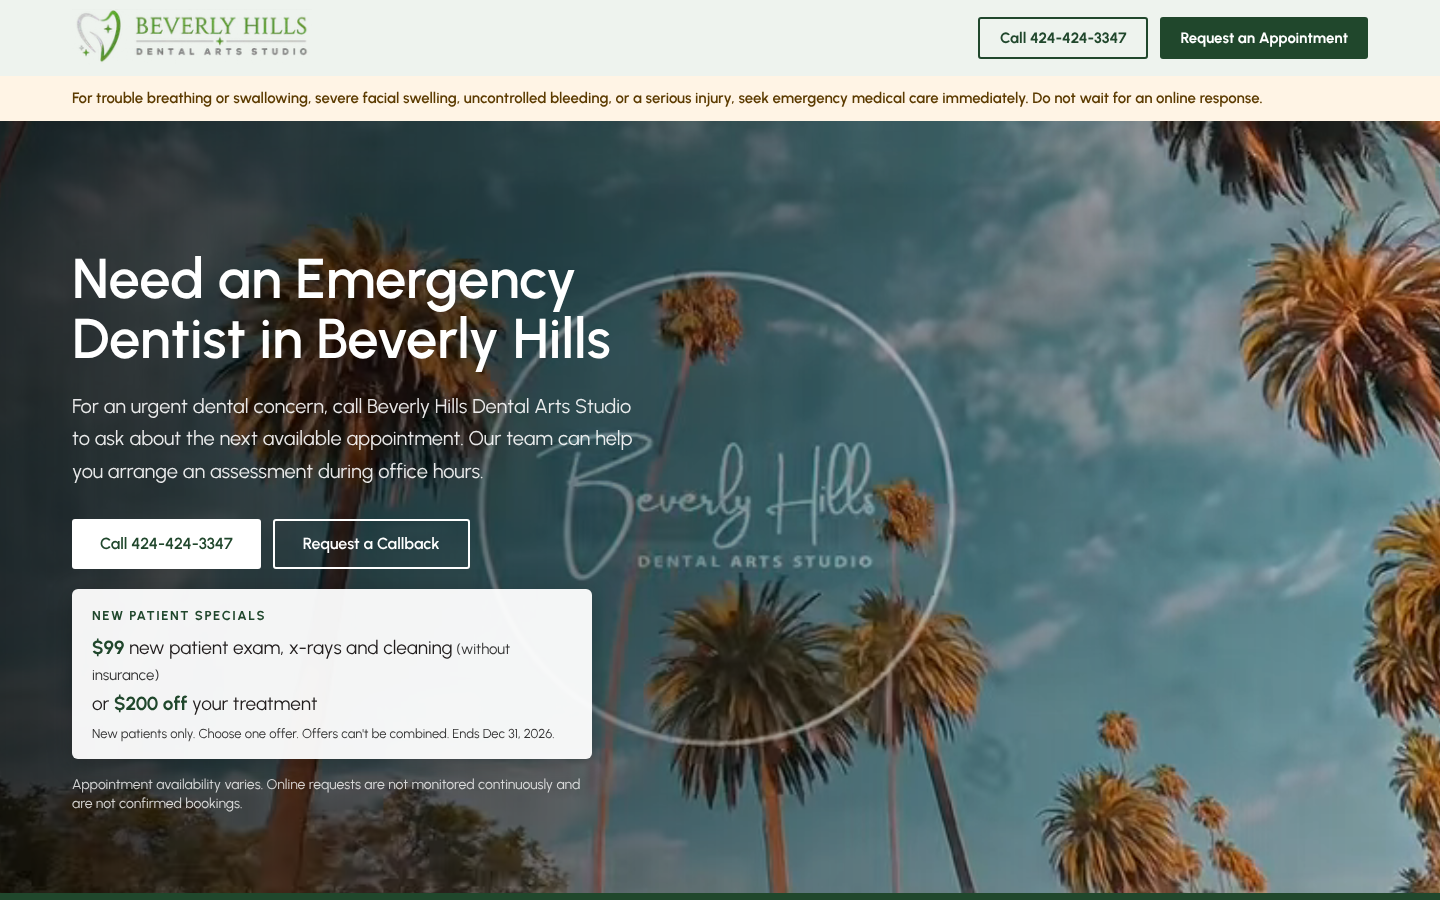 BEVERLY HILLS
DENTAL ARTS STUDIO
Call 424-424-3347
Request an Appointment
For trouble breathing or swallowing, severe facial swelling, uncontrolled bleeding, or a serious injury, seek emergency medical care immediately. Do not wait for an online response.
Need an Emergency
Dentist in Beverly Hills
For an urgent dental concern, call Beverly Hills Dental Arts Studio
to ask about the next available appointment. Our team can help
you arrange an assessment during office hours.
Beverly Hills
DENTAL ARTS STUDIO
Call 424-424-3347
Request a Callback
NEW PATIENT SPECIALS
$99 new patient exam, x-rays and cleaning (without
insurance)
or $200 off your treatment
New patients only. Choose one offer. Offers can't be combined. Ends Dec 31, 2026.
Appointment availability varies. Online requests are not monitored continuously and
are not confirmed bookings.